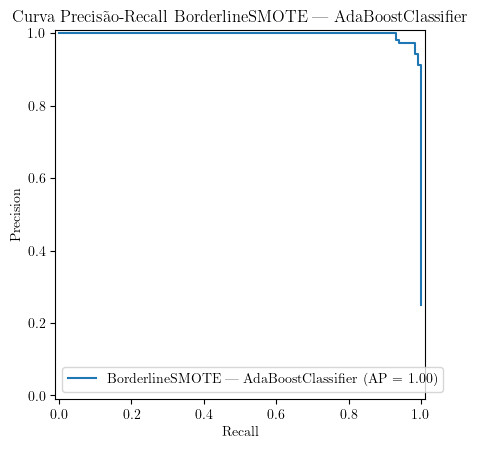 Curva Precisão-Recall BorderlineSMOTE — AdaBoostClassifier
1.0
0.8
0.6
0.4
0.2
0.0
Precision
BorderlineSMOTE — AdaBoostClassifier (AP = 1.00)
0.0 0.2 0.4 0.6 0.8 1.0
Recall